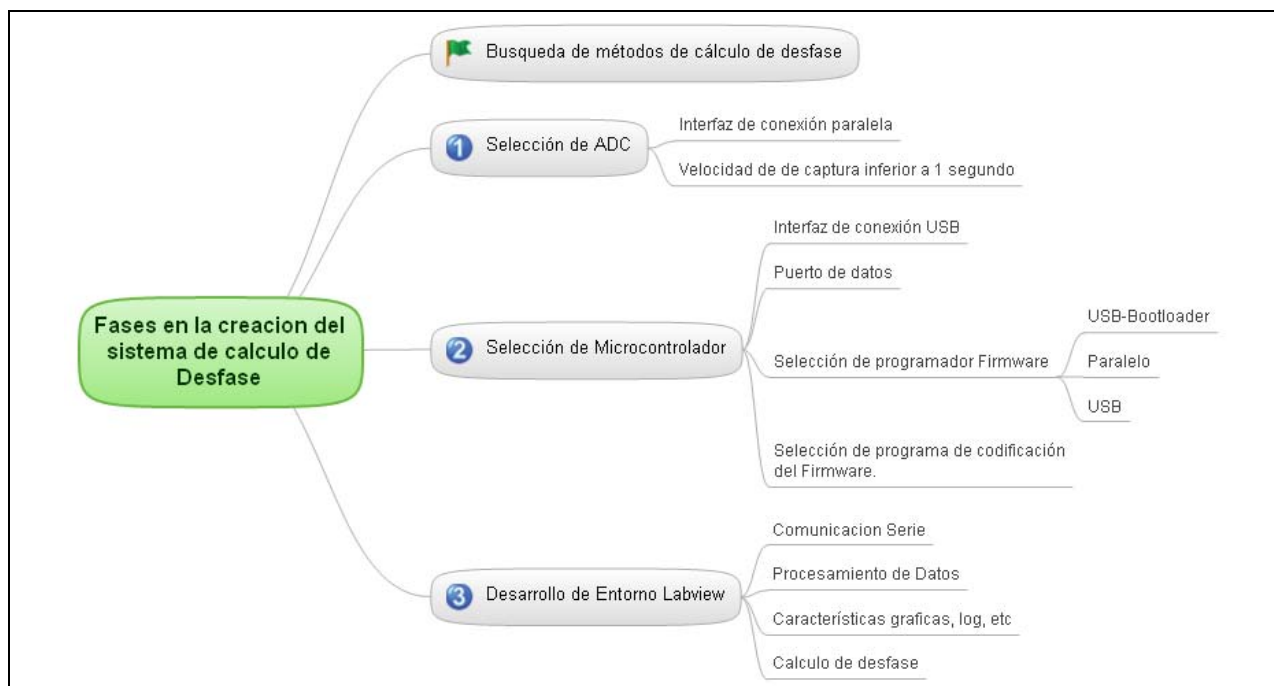 Busqueda de métodos de cálculo de desfase
1
Selección de ADC
Interfaz de conexión paralela
Velocidad de de captura inferior a 1 segundo
Fases en la creacion del
sistema de calculo de
Desfase
2
Selección de Microcontrolador
Interfaz de conexión USB
Puerto de datos
Selección de programador Firmware
USB-Bootloader
Paralelo
USB
Selección de programa de codificación
del Firmware.
3
Desarrollo de Entorno Labview
Comunicacion Serie
Procesamiento de Datos
Característícas graficas, log, etc
Calculo de desfase